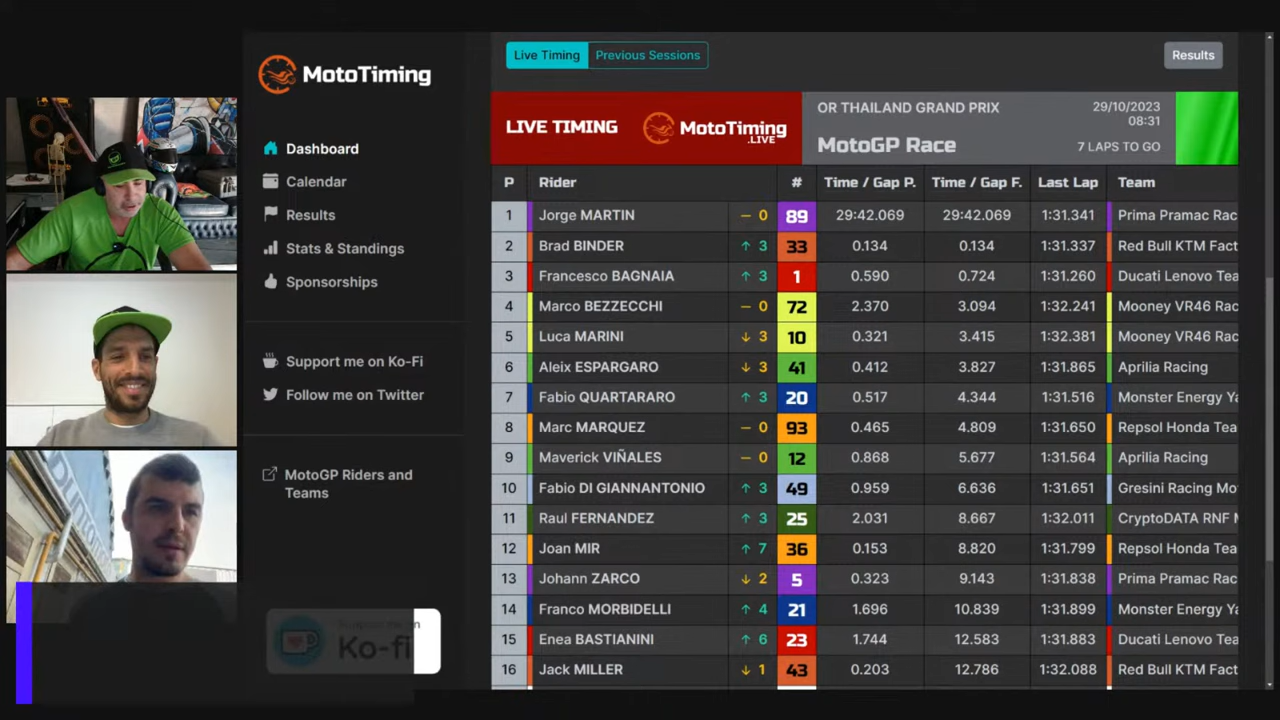 MotoTiming
Dashboard
Calendar
Results
Stats & Standings
Sponsorships
Support me on Ko-Fi
Follow me on Twitter
MotoGP Riders and
Teams
Ko-fi
Live Timing Previous Sessions Results
LIVE TIMING MotoTiming .LIVE
OR THAILAND GRAND PRIX 29/10/2023
08:31
MotoGP Race 7 LAPS TO GO
P Rider # Time / Gap P. Time / Gap F. Last Lap Team
1 Jorge MARTIN – 0 89 29:42.069 29:42.069 1:31.341 Prima Pramac Rac
2 Brad BINDER ↑ 3 33 0.134 0.134 1:31.337 Red Bull KTM Fact
3 Francesco BAGNAIA ↑ 3 1 0.590 0.724 1:31.260 Ducati Lenovo Tea
4 Marco BEZZECCHI – 0 72 2.370 3.094 1:32.241 Mooney VR46 Rac
5 Luca MARINI ↓ 3 10 0.321 3.415 1:32.381 Mooney VR46 Rac
6 Aleix ESPARGARO ↓ 3 41 0.412 3.827 1:31.865 Aprilia Racing
7 Fabio QUARTARARO ↑ 3 20 0.517 4.344 1:31.516 Monster Energy Ya
8 Marc MARQUEZ – 0 93 0.465 4.809 1:31.650 Repsol Honda Tea
9 Maverick VIÑALES – 0 12 0.868 5.677 1:31.564 Aprilia Racing
10 Fabio DI GIANNANTONIO ↑ 3 49 0.959 6.636 1:31.651 Gresini Racing Mo
11 Raul FERNANDEZ ↑ 3 25 2.031 8.667 1:32.011 CryptoDATA RNF M
12 Joan MIR ↑ 7 36 0.153 8.820 1:31.799 Repsol Honda Tea
13 Johann ZARCO ↓ 2 5 0.323 9.143 1:31.838 Prima Pramac Rac
14 Franco MORBIDELLI ↑ 4 21 1.696 10.839 1:31.899 Monster Energy Ya
15 Enea BASTIANINI ↑ 6 23 1.744 12.583 1:31.883 Ducati Lenovo Tea
16 Jack MILLER ↓ 1 43 0.203 12.786 1:32.088 Red Bull KTM Fact